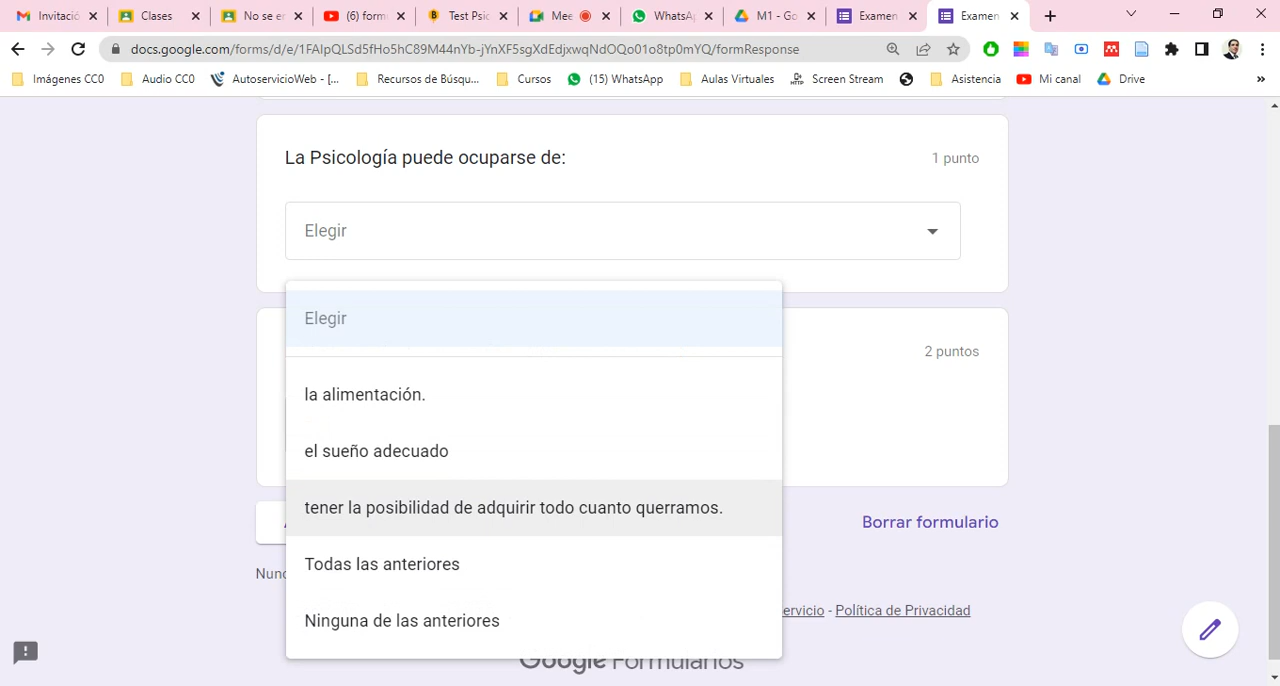 Invitació
Clases
No se er
(6) form
Test Psic
Mee
WhatsAp
M1 - Go
Examen
Examen
docs.google.com/forms/d/e/1FAIpQLSd5fHo5hC89M44nYb-jYnXF5sgXdEdjxwqNdOQo01o8tp0mYQ/formResponse
Imágenes CC0
Audio CC0
AutoservicioWeb - [...
Recursos de Búsqu...
Cursos
(15) WhatsApp
Aulas Virtuales
Screen Stream
Asistencia
Mi canal
Drive
»
La Psicología puede ocuparse de:
1 punto
Elegir
Elegir
2 puntos
la alimentación.
el sueño adecuado
tener la posibilidad de adquirir todo cuanto querramos.
Borrar formulario
Todas las anteriores
Nunc
Ninguna de las anteriores
ervicio - Política de Privacidad
Google Formularios